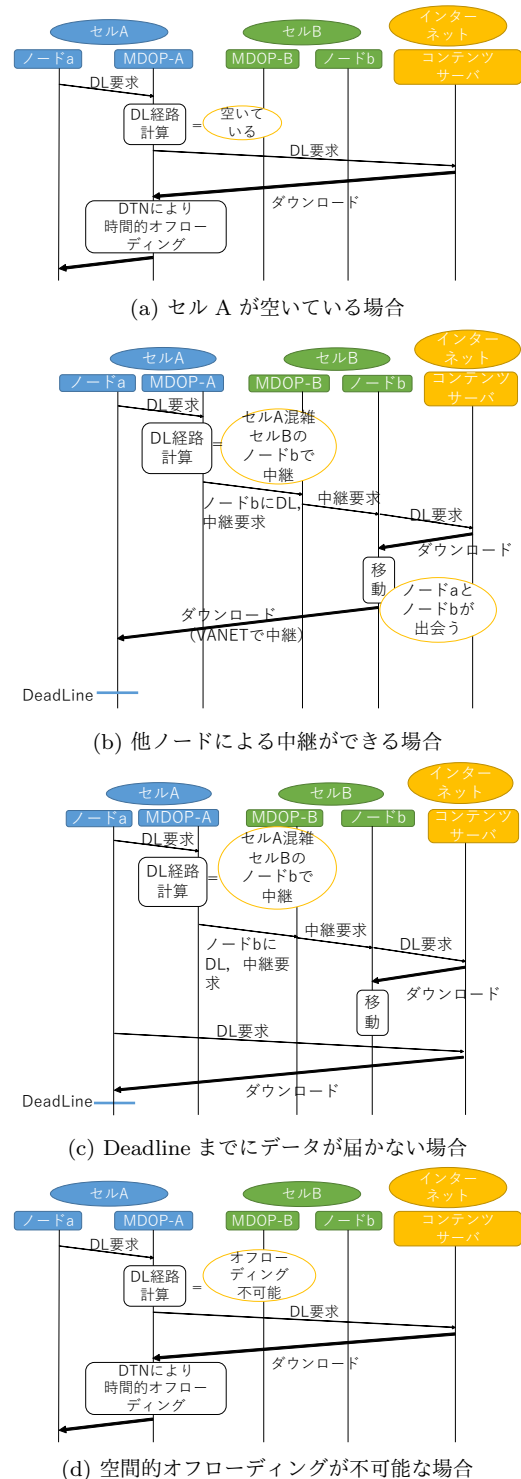 セルA
セルB
インター
ネット
ノードa
MDOP-A
MDOP-B
ノードb
コンテンツ
サーバ
DL要求
DL経路
計算
=
空いて
いる
DL要求
ダウンロード
DTNにより
時間的オフロー
ディング
(a) セル A が空いている場合
セルA
セルB
インター
ネット
ノードa
MDOP-A
MDOP-B
ノードb
コンテンツ
サーバ
DL要求
DL経路
計算
=
セルA混雑
セルBの
ノードbで
中継
ノードbにDL,
中継要求
中継要求
DL要求
ダウンロード
移
動
ノードaと
ノードbが
出会う
ダウンロード
（VANETで中継）
DeadLine
(b) 他ノードによる中継ができる場合
セルA
セルB
インター
ネット
ノードa
MDOP-A
MDOP-B
ノードb
コンテンツ
サーバ
DL要求
DL経路
計算
=
セルA混雑
セルBの
ノードbで
中継
ノードbに
DL，中継要
求
中継要求
DL要求
ダウンロード
移
動
DL要求
ダウンロード
DeadLine
(c) Deadline までにデータが届かない場合
セルA
セルB
インター
ネット
ノードa
MDOP-A
MDOP-B
ノードb
コンテンツ
サーバ
DL要求
DL経路
計算
=
オフロー
ディング
不可能
DL要求
ダウンロード
DTNにより
時間的オフロー
ディング
(d) 空間的オフローディングが不可能な場合